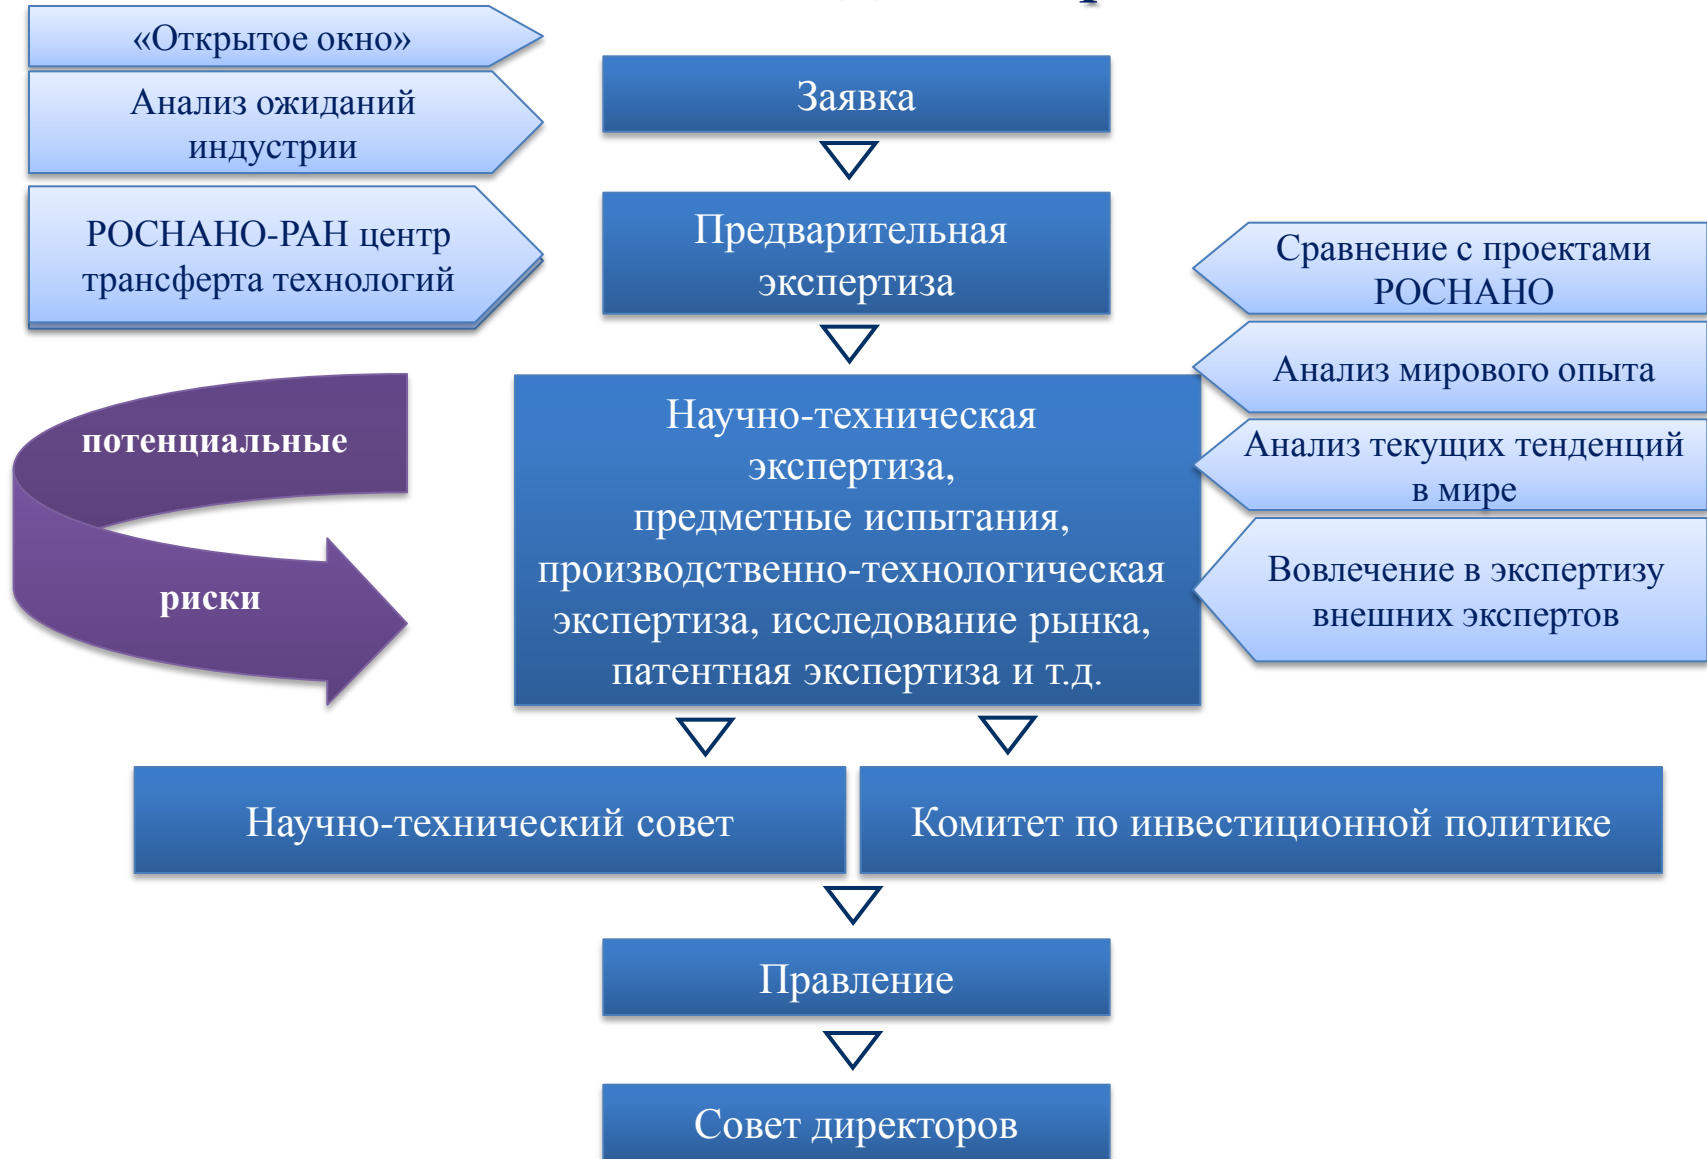 «Открытое окно»
Анализ ожиданий
индустрии
РОСНАНО-РАН центр
трансферта технологий
Заявка
Предварительная
экспертиза
Сравнение с проектами
РОСНАНО
Анализ мирового опыта
Анализ текущих тенденций
в мире
Вовлечение в экспертизу
внешних экспертов
потенциальные
риски
Научно-техническая
экспертиза,
предметные испытания,
производственно-технологическая
экспертиза, исследование рынка,
патентная экспертиза и т.д.
Научно-технический совет
Комитет по инвестиционной политике
Правление
Совет директоров